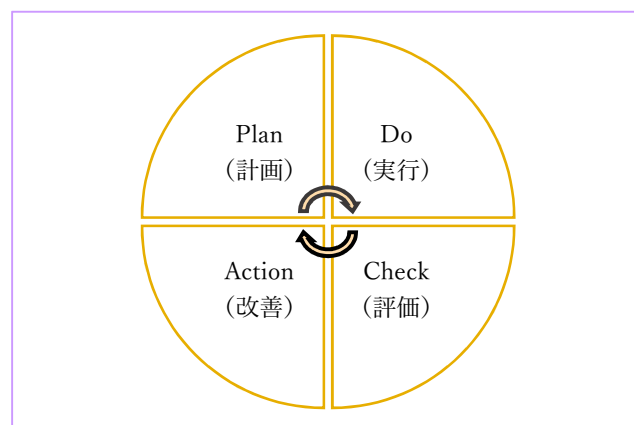 Plan
（計画）
Do
（実行）
Action
（改善）
Check
（評価）